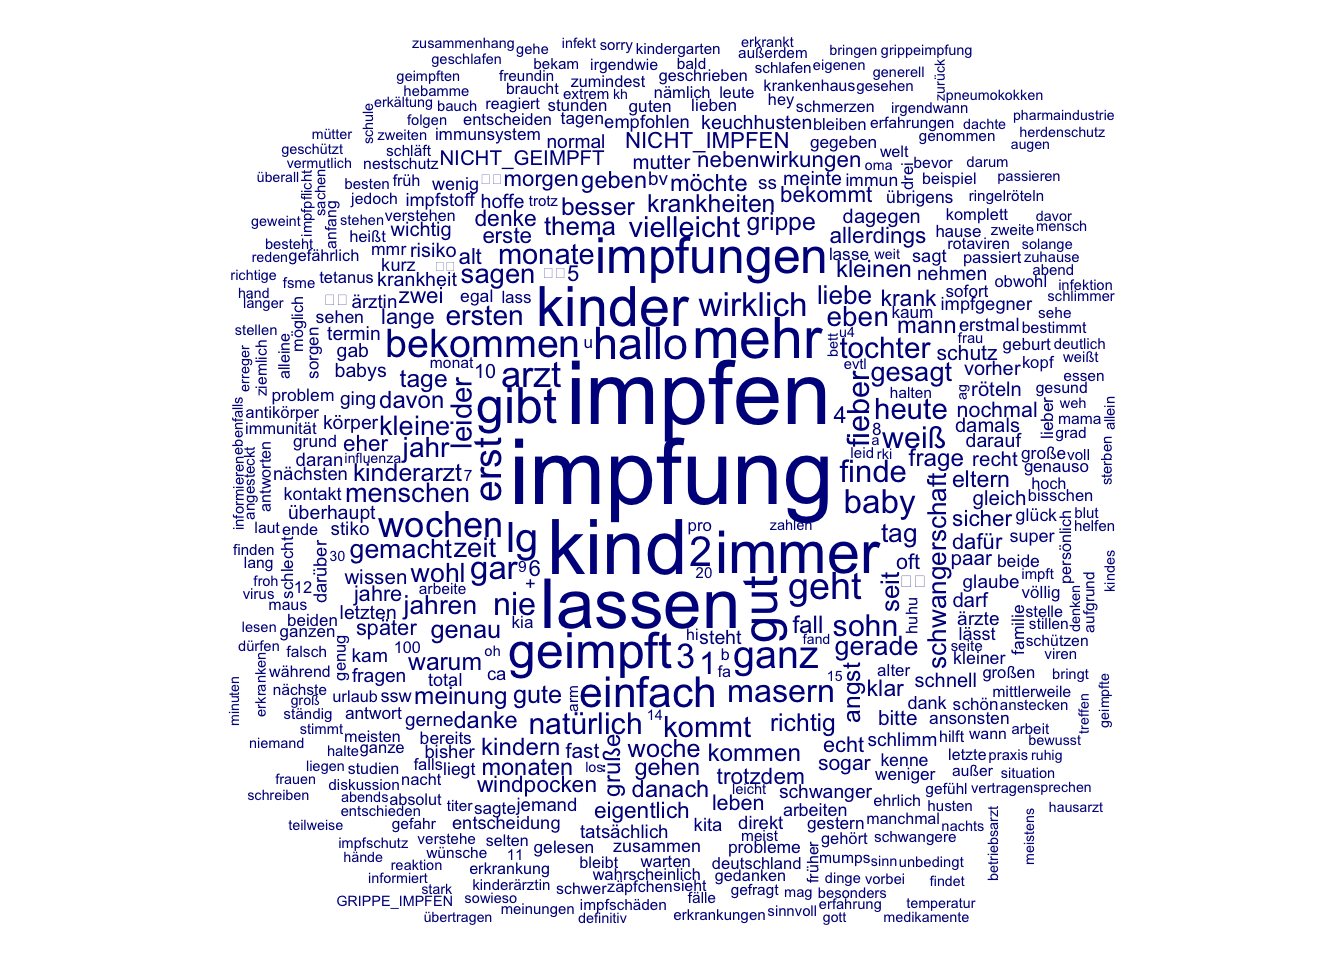 zusammenhang gehe infekt sorry kindergarten erkrankt
geschlafen bekam irgendwie bald außerdem bringen grippeimpfung
geimpften freundin zumindest geschrieben schlafen eigenen generell zurück
hebamme braucht extrem kh nämlich leute krankenhaus gesehen pneumokokken
schule erkältung bauch reagiert stunden guten lieben hey schmerzen irgendwann pharmaindustrie
folgen entscheiden tagen empfohlen keuchhusten bleiben erfahrungen dachte herdenschutz
mütter zweiten immunsystem normal NICHT_IMPFEN gegeben genommen augen
geschützt schläft NICHT_GEIMPFT mutter nebenwirkungen oma welt bevor darum
vermutlich nestschutz
überall impfpflicht sachen besten früh wenig morgen geben bv möchte ss meinte immun drei beispiel passieren
jedoch impfstoff hoffe trotz besser krankheiten bekommt übrigens ringelröteln
geweint anfang stehen verstehen wichtig denke thema vielleicht grippe dagegen komplett davor
heißt erste allerdings hause zweite mensch
besteht reden gefährlich mmr risiko alt monate impfungen lasse weit sagt passiert rotaviren solange zuhause
richtige fsme tetanus kurz krankheit sagen 5 kleinen nehmen obwohl abend infektion
hand länger möglich ärztin zwei egal lass kinder wirklich liebe krank sofort impfgegner schlimmer
stellen sehen lange ersten eben kaum mann erstmal bestimmt sehe
erreger ziemlich alleine sorgen termin gab bekommen u hallo mehr bett u4 tochter frau schutz geburt deutlich
babys monat 10 arzt impfen evtl gesagt vorher kopf weißt essen
problem ging davon tage leider gibt 4 fieber halten ag röteln gesund
antikörper körper kleine heute nochmal lieber weh mama allein
informieren ebenfalls immunität grund eher jahr erst impfung 8 a weiß damals darauf grad
angesteckt antworten daran influenza leid rki frage recht große voll sterben
nächsten kinderarzt 7 finde eltern genauso
kontakt menschen baby schwangerschaft gleich hoch bisschen
überhaupt wochen lg kind pro zahlen tag sicher glück blut
laut ende stiko 2 immer dafür super persönlich helfen
finden schlecht darüber 30 gemacht zeit gar 9 6 20 oft paar beide
lang wissen wohl geht seit glaube impft kindes
froh 12 jahre arbeite + lassen gut darf völlig
virus maus letzten jahren nie huhu ärzte stelle denken aufgrund
lesen beiden später genau kia fall sohn familie stillen
ganzen hi steht fand lässt schützen
dürfen falsch genug kam 100 warum oh geimpft 3 1 b ganz gerade seite viren
erkranken während fragen total ca fa 15 alter kleiner großen bringt
minuten nächste groß urlaub ssw meinung gute arm einfach masern angst klar schnell mittlerweile treffen geimpfte
ständig antwort gerne danke natürlich 14 kommt richtig bitte dank schön anstecken
stimmt bereits ansonsten arbeit
niemand halte ganze meisten bisher kindern fast grüße woche kommen echt schlimm hilft wann bewusst
liegen studien falls liegt monaten los gehen trotzdem sogar kenne letzte praxis ruhig
frauen diskussion nacht windpocken danach leicht schwanger weniger außer situation
schreiben abends absolut titer sagte jemand eigentlich leben arbeiten ehrlich gefühl vertragen sprechen
entschieden husten hausarzt
teilweise gefahr entscheidung tatsächlich kita direkt gestern manchmal nachts betriebsarzt meistens
impfschutz verstehe selten gelesen zusammen meist probleme gehört schwangere
hände wünsche 11 bleibt warten deutschland früher mumps sinn unbedingt
reaktion erkrankung wahrscheinlich gedanken dinge vorbei findet
informiert stark kinderärztin schwer zäpfchen sieht gefragt mag besonders
GRIPPE_IMPFEN sowieso meinungen impfschäden fälle erfahrung temperatur
übertragen definitiv erkrankungen sinnvoll gott medikamente